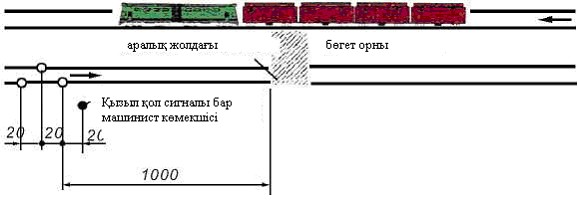 аралық жолдағы бөгет орны
Қызыл қол сигналы бар
машинист көмекшісі
20 20 20
1000